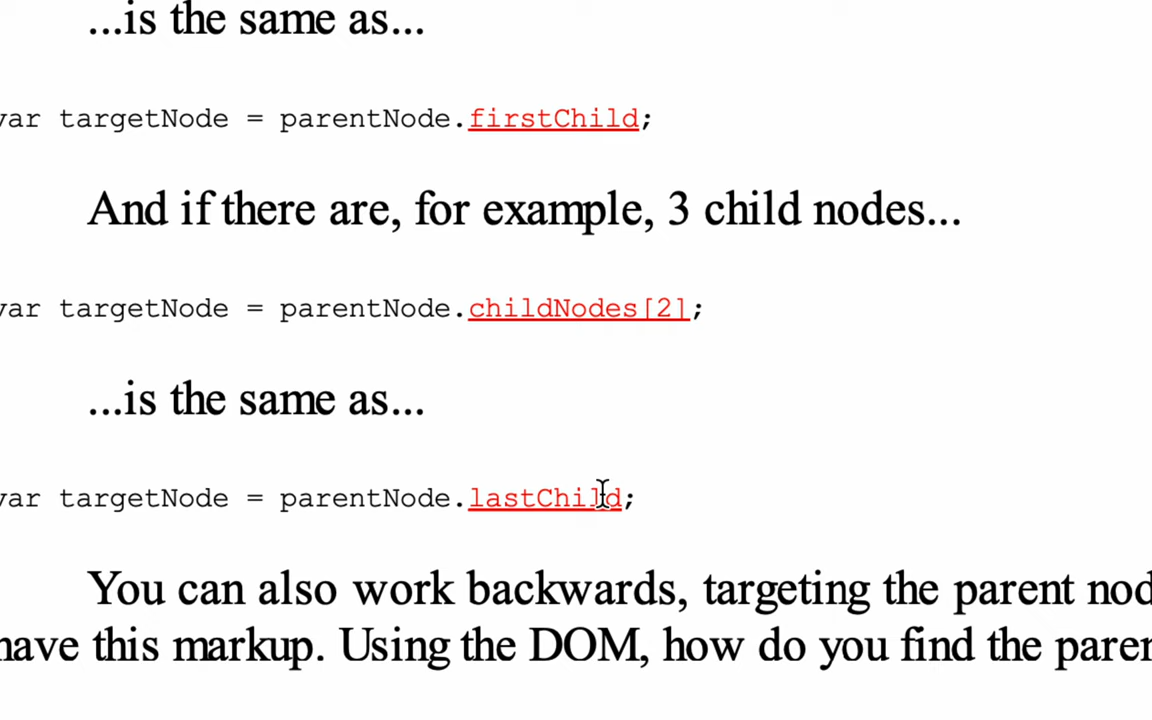 ...is the same as...
var targetNode = parentNode.firstChild;
And if there are, for example, 3 child nodes...
var targetNode = parentNode.childNodes[2];
...is the same as...
var targetNode = parentNode.lastChild;
You can also work backwards, targeting the parent nod
have this markup. Using the DOM, how do you find the paren